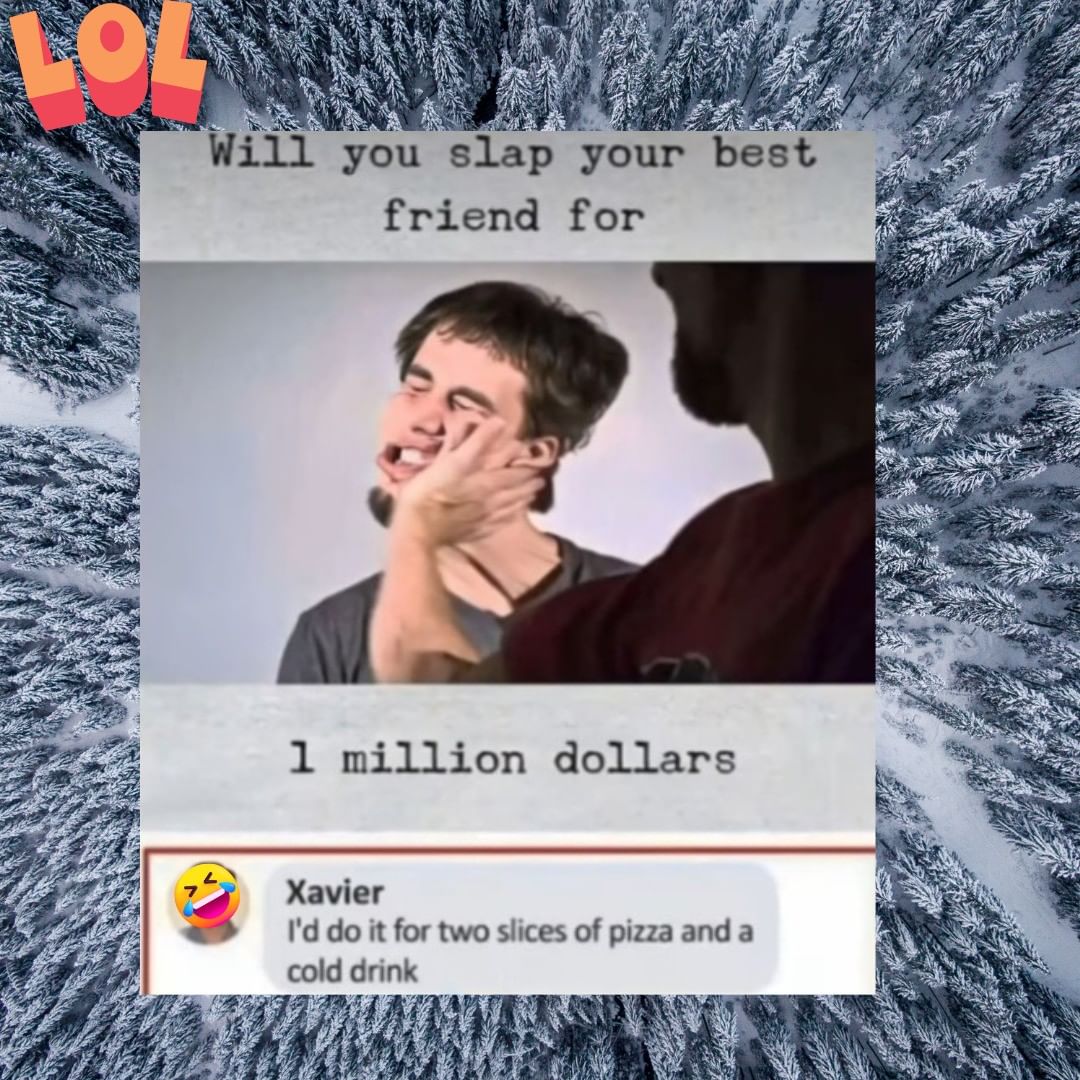 LOL
Will you slap your best
friend for
1 million dollars
Xavier
I'd do it for two slices of pizza and a
cold drink